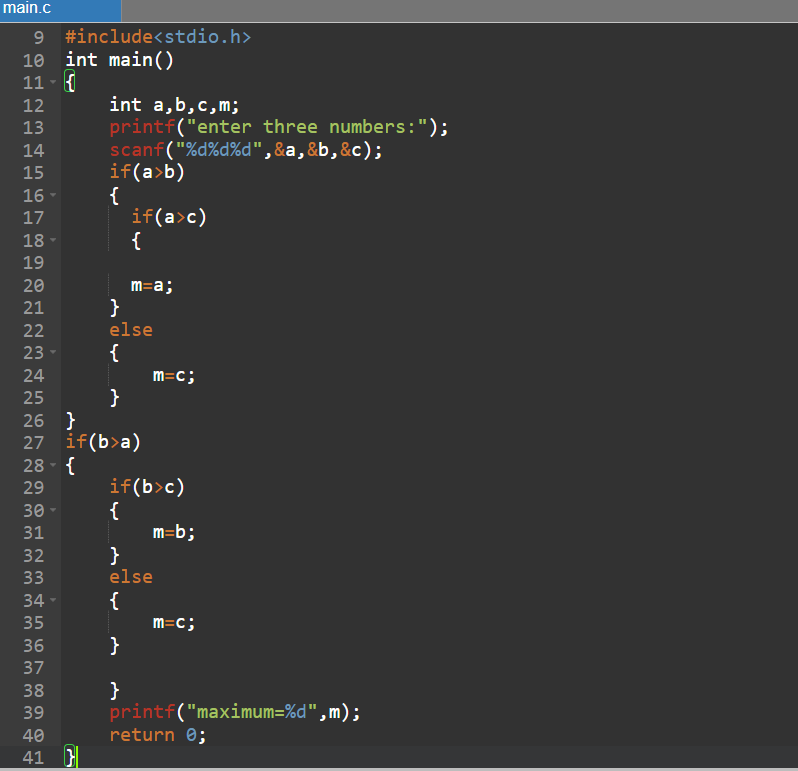 main.c
9 #include<stdio.h>
10 int main()
11 {
12     int a,b,c,m;
13     printf("enter three numbers:");
14     scanf("%d%d%d",&a,&b,&c);
15     if(a>b)
16     {
17       if(a>c)
18       {
19
20       m=a;
21     }
22     else
23     {
24         m=c;
25     }
26 }
27 if(b>a)
28 {
29     if(b>c)
30     {
31         m=b;
32     }
33     else
34     {
35         m=c;
36     }
37
38     }
39     printf("maximum=%d",m);
40     return 0;
41 }